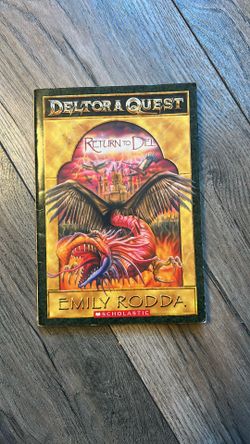 DELTORA QUEST
RETURN TO DEL
EMILY RODDA
SCHOLASTIC